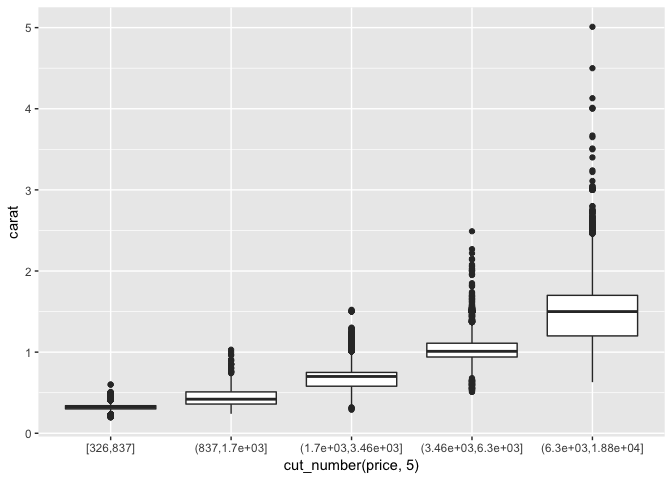 5
4
3
2
1
0
carat
[326,837]
(837,1.7e+03]
(1.7e+03,3.46e+03]
(3.46e+03,6.3e+03]
(6.3e+03,1.88e+04]
cut_number(price, 5)